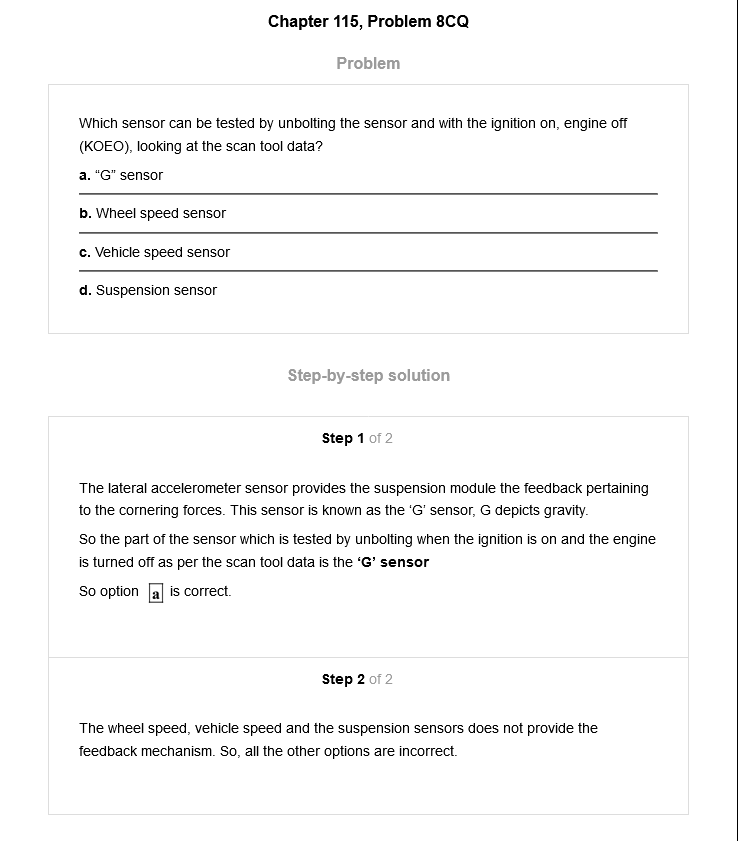 Chapter 115, Problem 8CQ
Problem
Which sensor can be tested by unbolting the sensor and with the ignition on, engine off
(KOEO), looking at the scan tool data?
a. “G” sensor
b. Wheel speed sensor
c. Vehicle speed sensor
d. Suspension sensor
Step-by-step solution
Step 1 of 2
The lateral accelerometer sensor provides the suspension module the feedback pertaining
to the cornering forces. This sensor is known as the ‘G’ sensor, G depicts gravity.
So the part of the sensor which is tested by unbolting when the ignition is on and the engine
is turned off as per the scan tool data is the ‘G’ sensor
So option a is correct.
Step 2 of 2
The wheel speed, vehicle speed and the suspension sensors does not provide the
feedback mechanism. So, all the other options are incorrect.